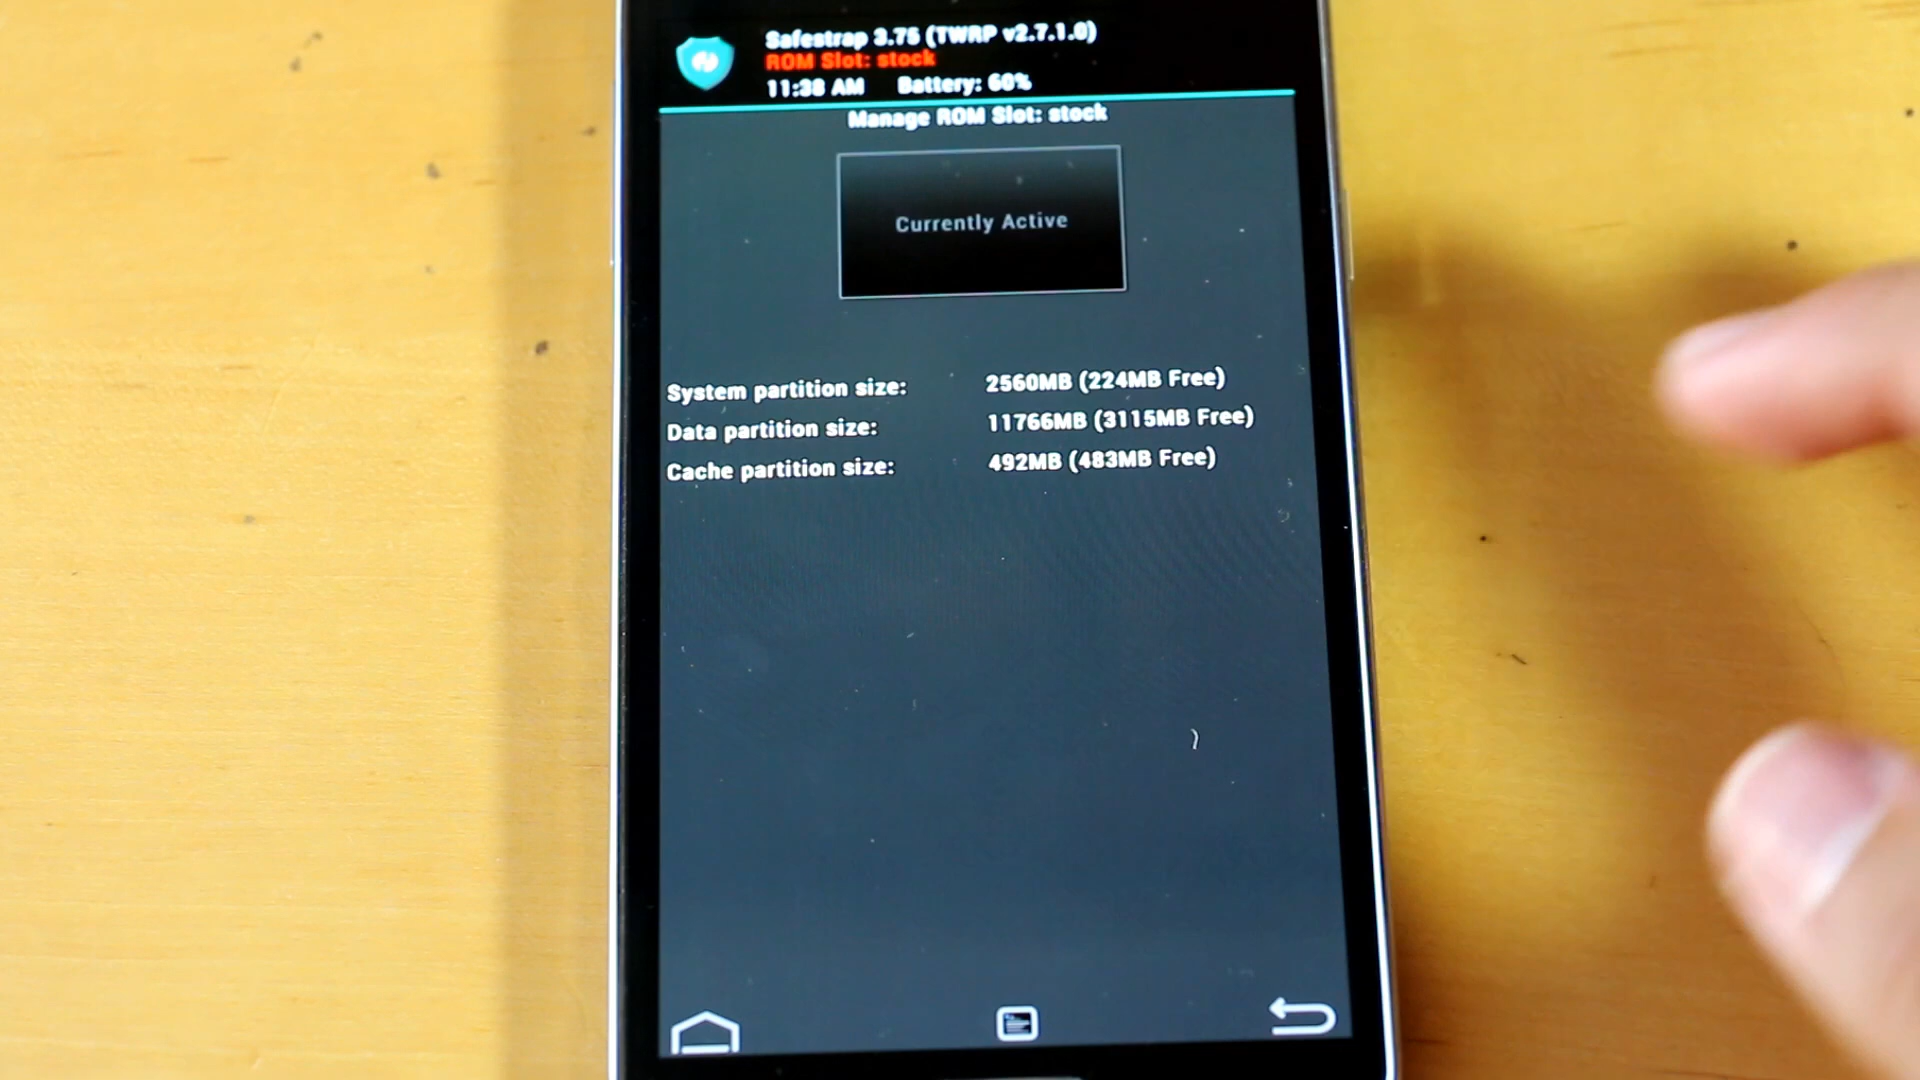 Safestrap 3.75 (TWRP v2.7.1.0)
ROM Slot: stock
11:38 AM Battery: 60%
Manage ROM Slot: stock
Currently Active
System partition size: 2560MB (224MB Free)
Data partition size: 11766MB (3115MB Free)
Cache partition size: 492MB (483MB Free)